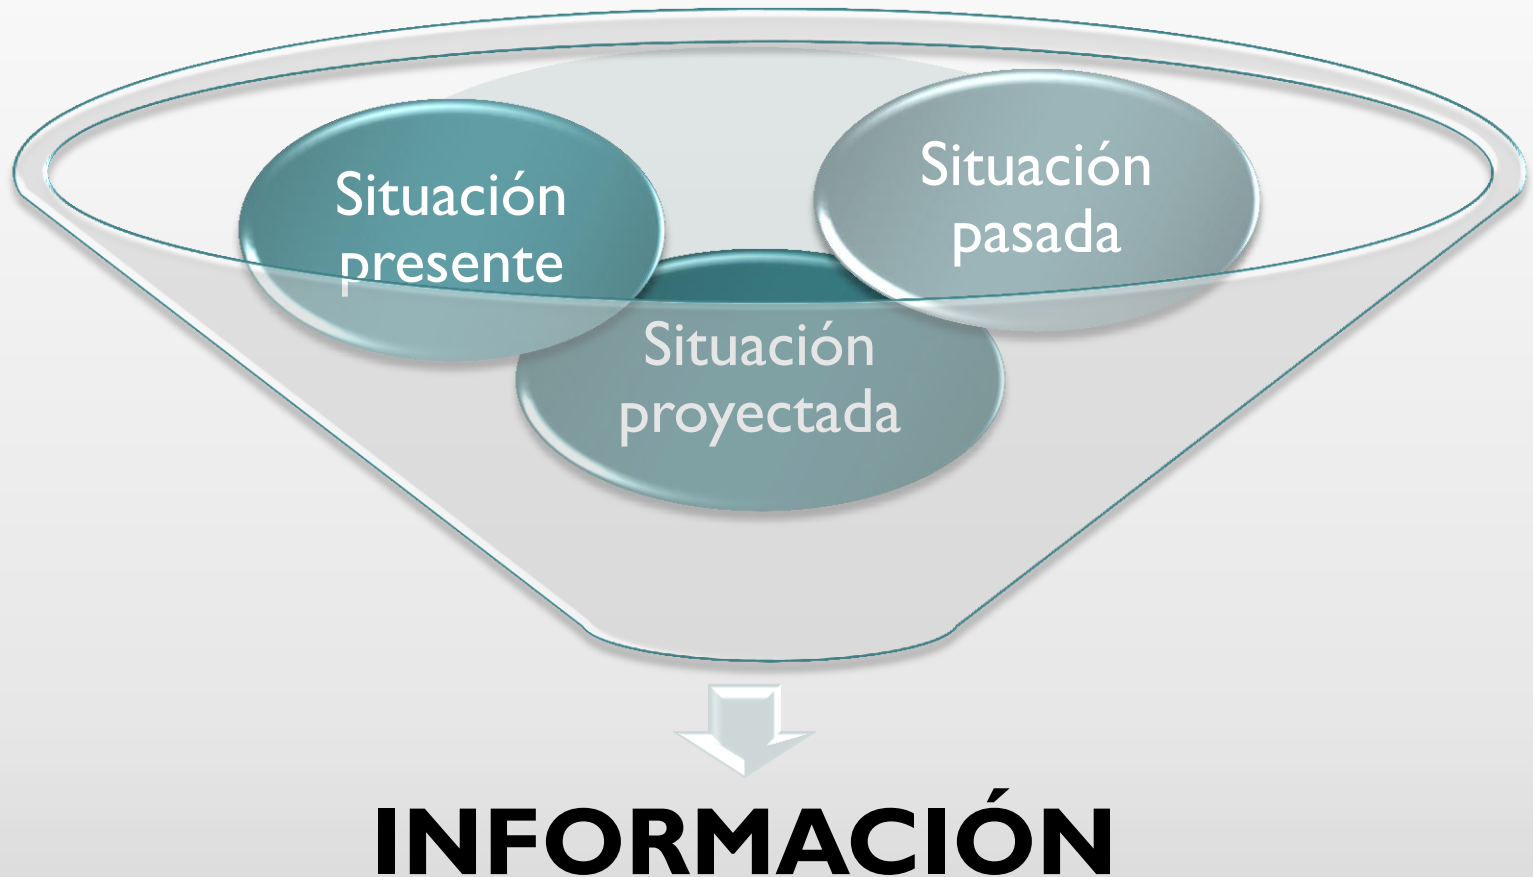 Situación
presente
Situación
pasada
Situación
proyectada
INFORMACIÓN